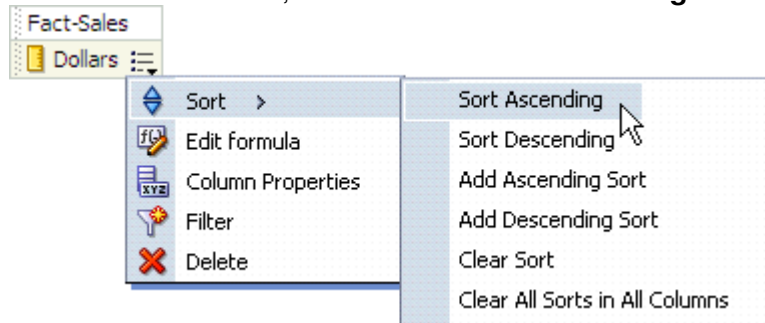 Fact-Sales
Dollars
Sort >
Edit formula
Column Properties
Filter
Delete
Sort Ascending
Sort Descending
Add Ascending Sort
Add Descending Sort
Clear Sort
Clear All Sorts in All Columns